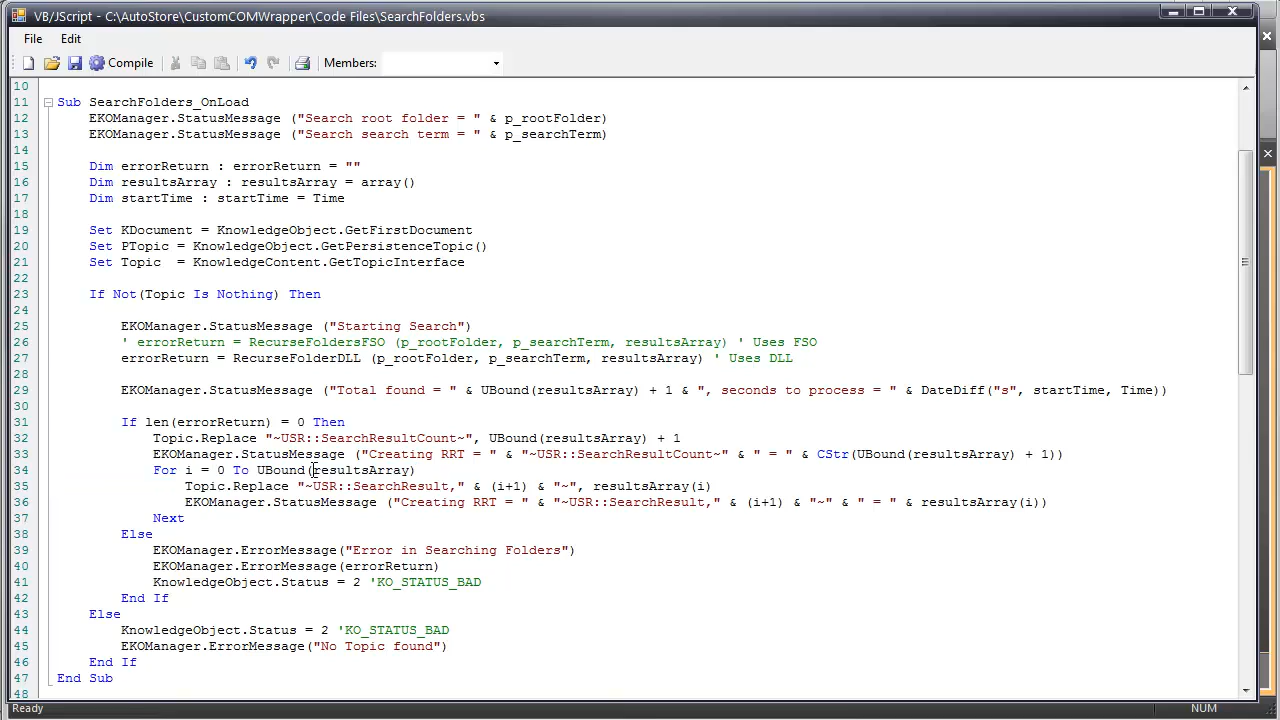 VB/JScript - C:\AutoStore\CustomCOMWrapper\Code Files\SearchFolders.vbs
File Edit
Compile Members:
10
11 Sub SearchFolders_OnLoad
12 EKOManager.StatusMessage ("Search root folder = " & p_rootFolder)
13 EKOManager.StatusMessage ("Search search term = " & p_searchTerm)
14
15 Dim errorReturn : errorReturn = ""
16 Dim resultsArray : resultsArray = array()
17 Dim startTime : startTime = Time
18
19 Set KDocument = KnowledgeObject.GetFirstDocument
20 Set PTopic = KnowledgeObject.GetPersistenceTopic()
21 Set Topic  = KnowledgeContent.GetTopicInterface
22
23 If Not(Topic Is Nothing) Then
24
25 EKOManager.StatusMessage ("Starting Search")
26 ' errorReturn = RecurseFoldersFSO (p_rootFolder, p_searchTerm, resultsArray) ' Uses FSO
27 errorReturn = RecurseFolderDLL (p_rootFolder, p_searchTerm, resultsArray) ' Uses DLL
28
29 EKOManager.StatusMessage ("Total found = " & UBound(resultsArray) + 1 & ", seconds to process = " & DateDiff("s", startTime, Time))
30
31 If len(errorReturn) = 0 Then
32 Topic.Replace "~USR::SearchResultCount~", UBound(resultsArray) + 1
33 EKOManager.StatusMessage ("Creating RRT = " & "~USR::SearchResultCount~" & " = " & CStr(UBound(resultsArray) + 1))
34 For i = 0 To UBound(resultsArray)
35 Topic.Replace "~USR::SearchResult," & (i+1) & "~", resultsArray(i)
36 EKOManager.StatusMessage ("Creating RRT = " & "~USR::SearchResult," & (i+1) & "~" & " = " & resultsArray(i))
37 Next
38 Else
39 EKOManager.ErrorMessage("Error in Searching Folders")
40 EKOManager.ErrorMessage(errorReturn)
41 KnowledgeObject.Status = 2 'KO_STATUS_BAD
42 End If
43 Else
44 KnowledgeObject.Status = 2 'KO_STATUS_BAD
45 EKOManager.ErrorMessage("No Topic found")
46 End If
47 End Sub
48
Ready NUM